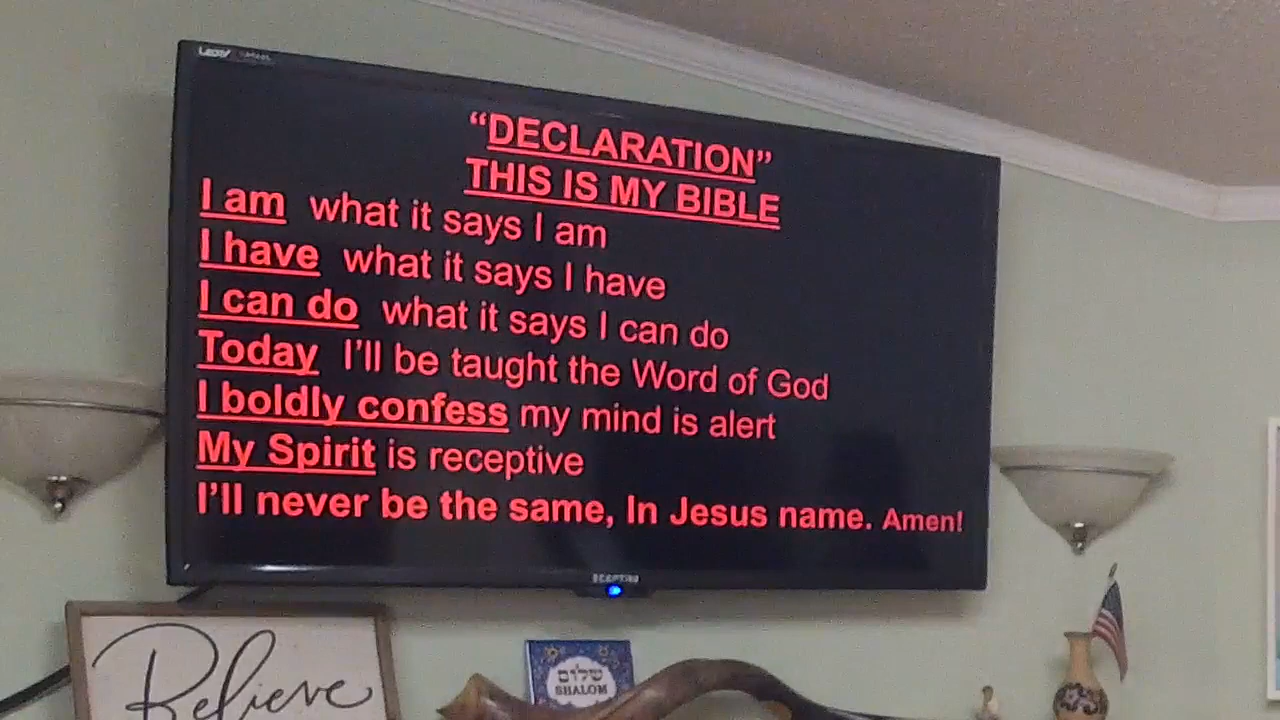 “DECLARATION”
THIS IS MY BIBLE
I am what it says I am
I have what it says I have
I can do what it says I can do
Today I’ll be taught the Word of God
I boldly confess my mind is alert
My Spirit is receptive
I’ll never be the same, In Jesus name. Amen!
SCEPTRE
Believe
שלום
SHALOM